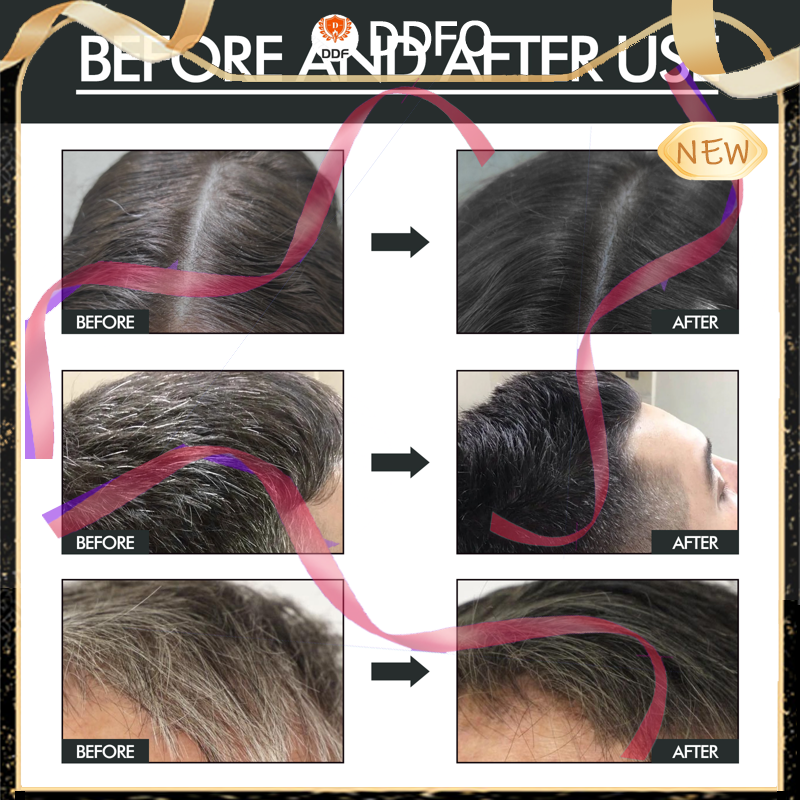 DDFO
DDF
BEFORE AND AFTER USE
NEW
BEFORE
AFTER
BEFORE
AFTER
BEFORE
AFTER